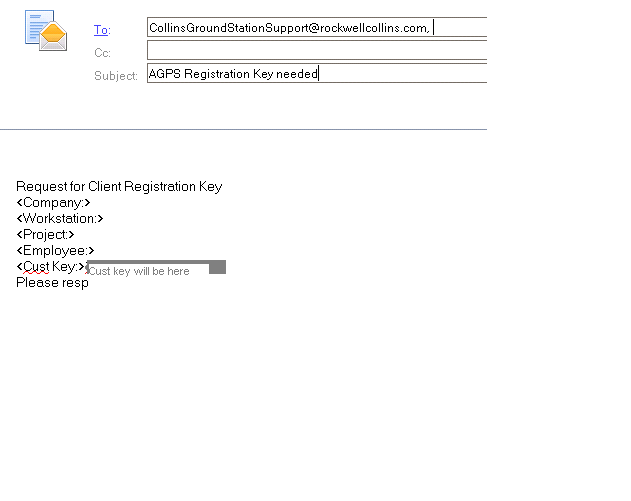 To: CollinsGroundStationSupport@rockwellcollins.com,
Cc:
Subject: AGPS Registration Key needed
Request for Client Registration Key
<Company:>
<Workstation:>
<Project:>
<Employee:>
<Cust Key:> Cust key will be here
Please resp